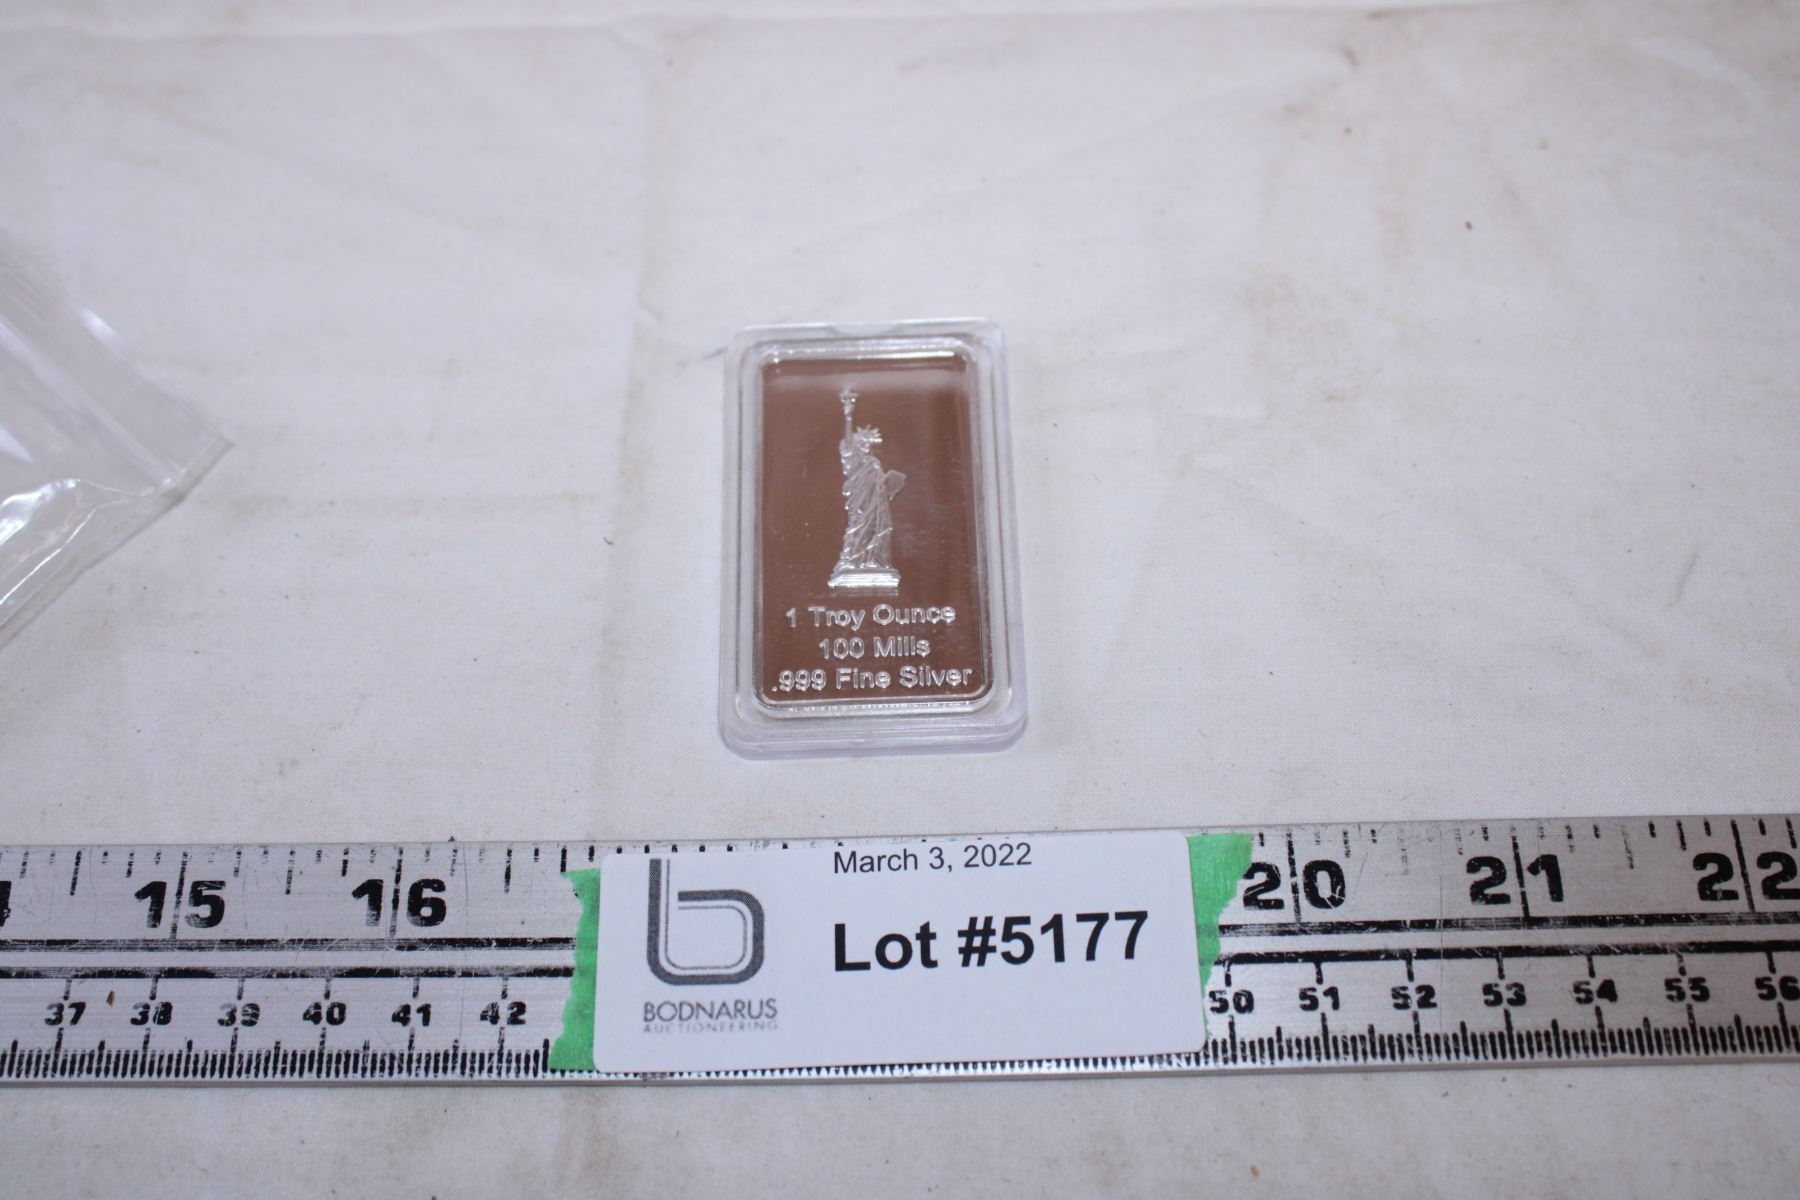 1 Troy Ounce
100 Mills
.999 Fine Silver
March 3, 2022
Lot #5177
BODNARUS
AUCTIONEERING
15 16 20 21 22
37 38 39 40 41 42 50 51 52 53 54 55 56